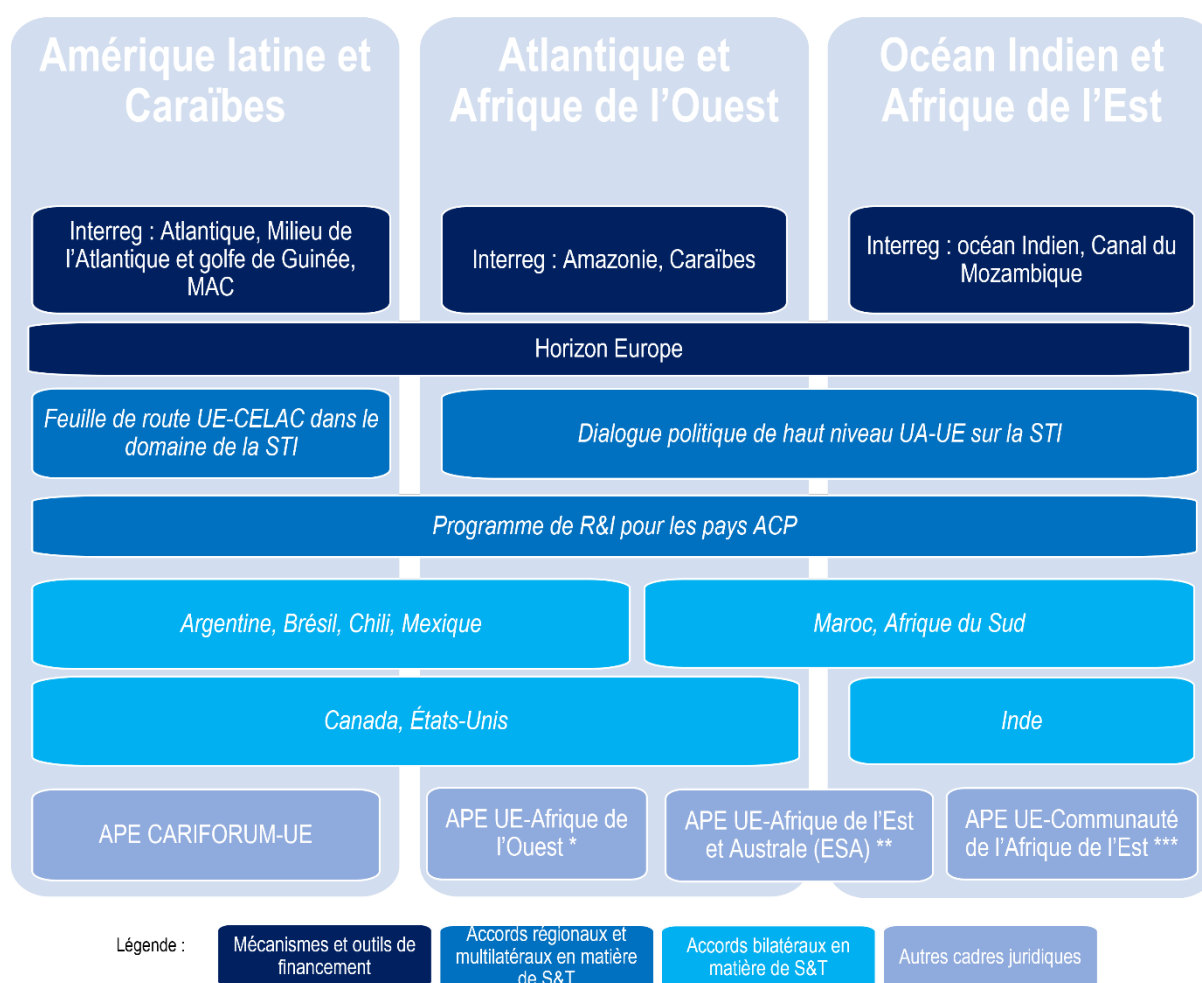 Amérique latine et
Caraïbes
Atlantique et
Afrique de l'Ouest
Océan Indien et
Afrique de l'Est
Interreg : Atlantique, Milieu de
l'Atlantique et golfe de Guinée,
MAC
Interreg : Amazonie, Caraïbes
Interreg : océan Indien, Canal du
Mozambique
Horizon Europe
Feuille de route UE-CELAC dans le
domaine de la STI
Dialogue politique de haut niveau UA-UE sur la STI
Programme de R&I pour les pays ACP
Argentine, Brésil, Chili, Mexique
Maroc, Afrique du Sud
Canada, États-Unis
Inde
APE CARIFORUM-UE
APE UE-Afrique de
l'Ouest *
APE UE-Afrique de l'Est
et Australe (ESA) **
APE UE-Communauté
de l'Afrique de l'Est ***
Légende :
Mécanismes et outils de
financement
Accords régionaux et
multilatéraux en matière
de S&T
Accords bilatéraux en
matière de S&T
Autres cadres juridiques